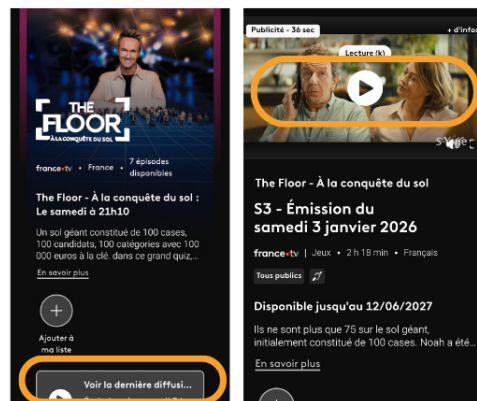 THE
FLOOR
À LA CONQUÊTE DU SOL
france•tv • France • 7 épisodes
disponibles
The Floor - À la conquête du sol :
Le samedi à 21h10
Un sol géant constitué de 100 cases,
100 candidats, 100 catégories avec 100
000 euros à la clé. dans ce grand quiz,...
En savoir plus
Ajouter à
ma liste
Voir la dernière diffusi...
Publicité - 36 sec
+ d'infos
Lecture (k)
The Floor - À la conquête du sol
S3 - Émission du
samedi 3 janvier 2026
france•tv | Jeux • 2 h 18 min • Français
Tous publics
Disponible jusqu'au 12/06/2027
Ils ne sont plus que 75 sur le sol géant,
initialement constitué de 100 cases. Noah a été...
En savoir plus